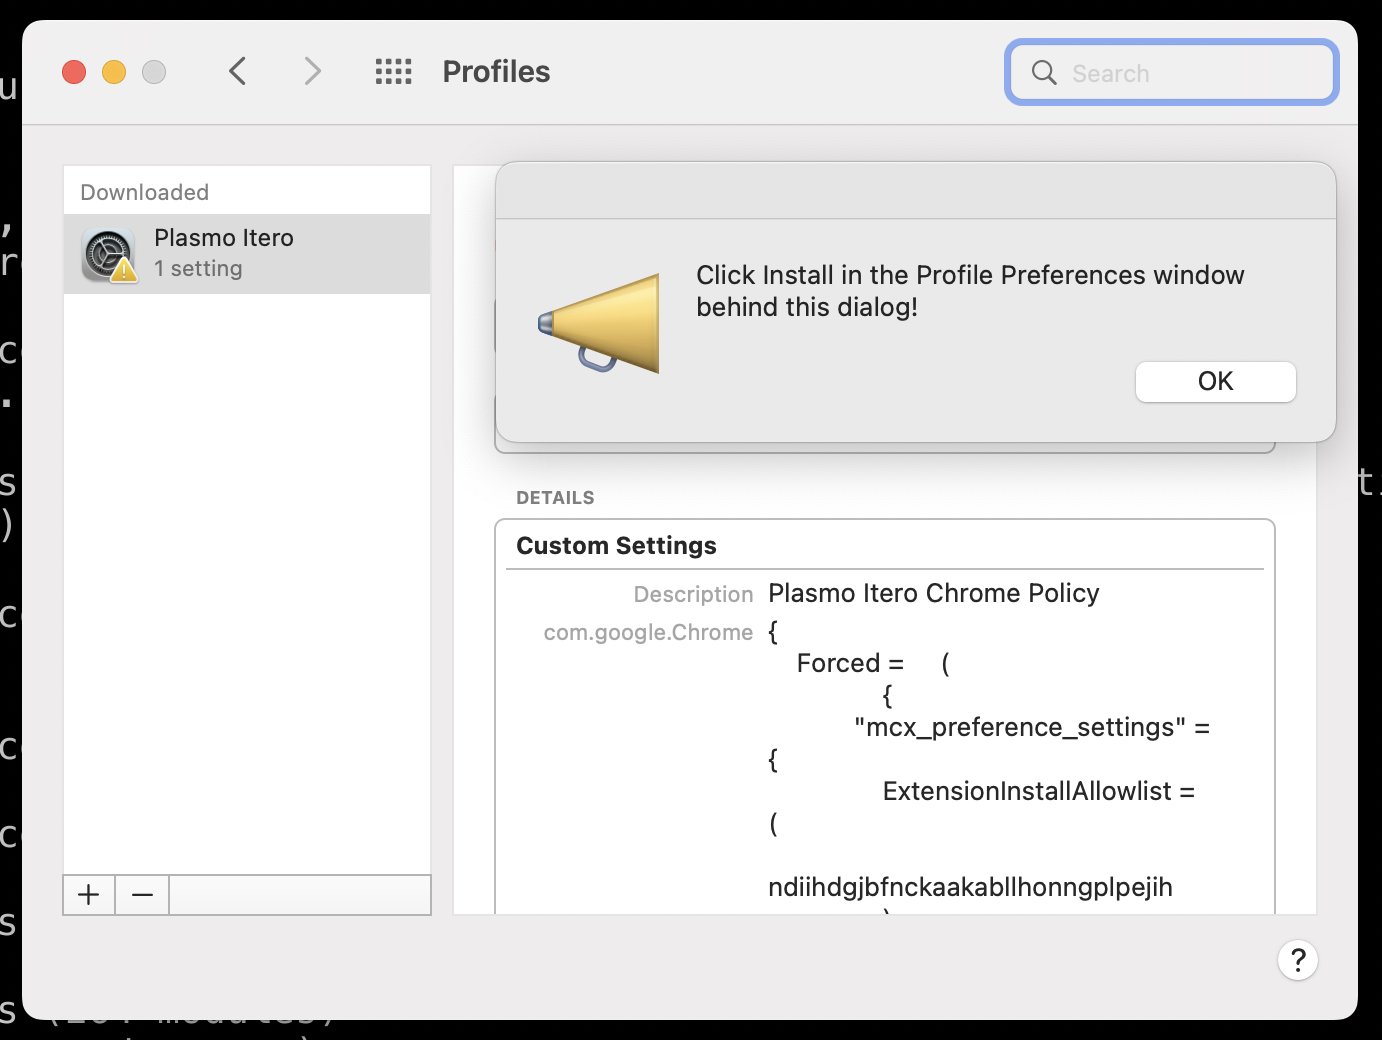 Profiles
Search
Downloaded
Plasmo Itero
1 setting
Click Install in the Profile Preferences window
behind this dialog!
OK
DETAILS
Custom Settings
Description Plasmo Itero Chrome Policy
com.google.Chrome {
Forced = (
{
"mcx_preference_settings" =
{
ExtensionInstallAllowlist =
(
ndiihdgjbfnckaakabllhonngplpejih
+ −
?